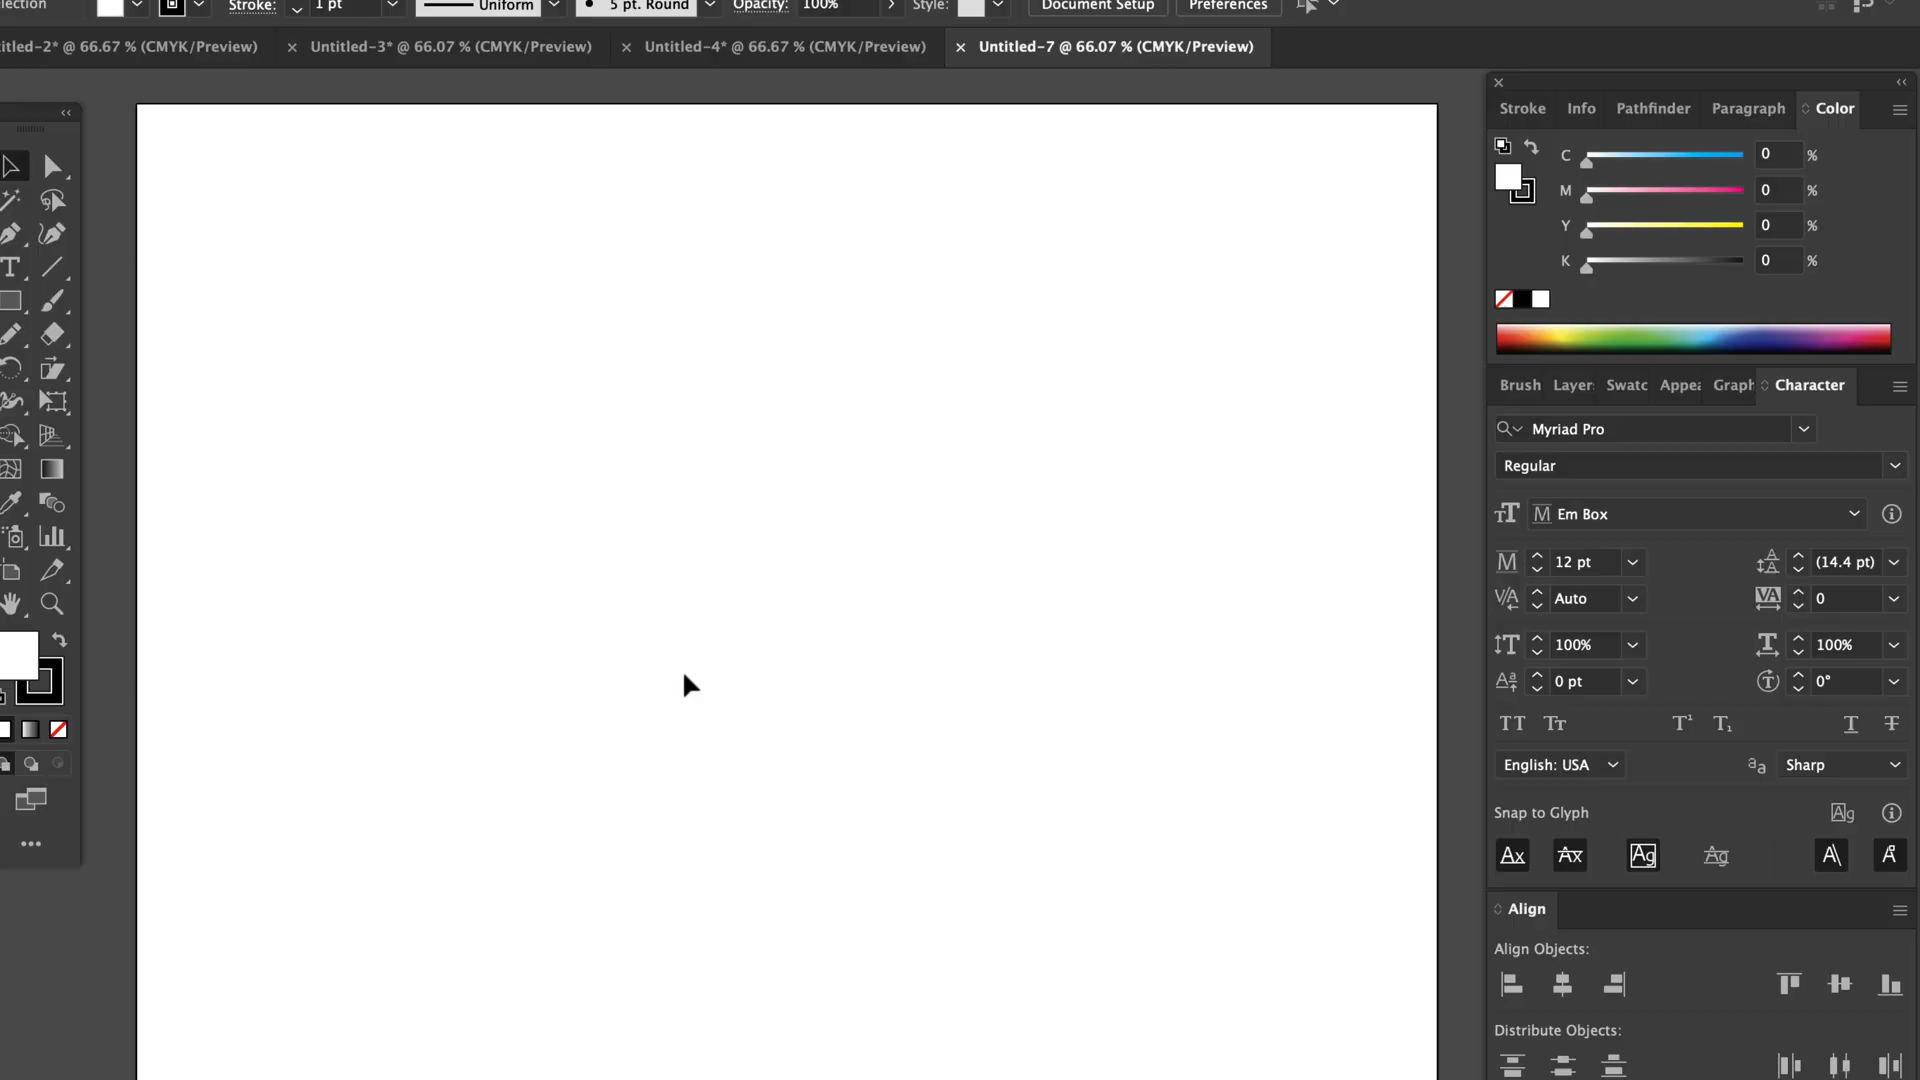 lection
Stroke: 1 pt Uniform 5 pt. Round Opacity: 100% Style: Document Setup Preferences
itled-2* @ 66.67 % (CMYK/Preview) × Untitled-3* @ 66.07 % (CMYK/Preview) × Untitled-4* @ 66.67 % (CMYK/Preview) × Untitled-7 @ 66.07 % (CMYK/Preview)
Stroke Info Pathfinder Paragraph Color
C 0 %
M 0 %
Y 0 %
K 0 %
Brush Layer: Swatc Appea Graph Character
Myriad Pro
Regular
Em Box
12 pt (14.4 pt)
Auto 0
100% 100%
0 pt 0°
English: USA Sharp
Snap to Glyph
Align
Align Objects:
Distribute Objects: